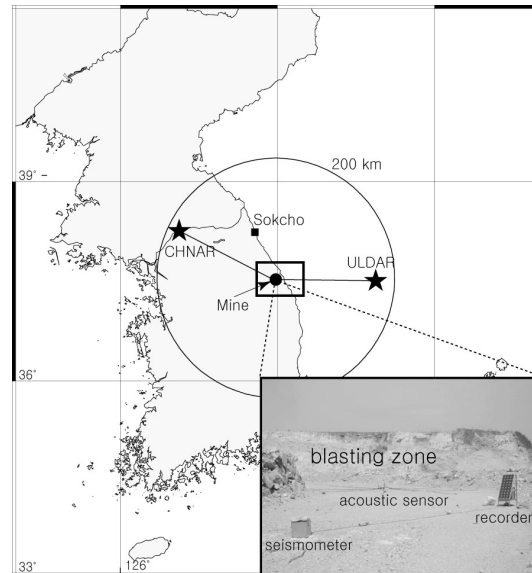 39°
200 km
Sokcho
CHNAR
ULDAR
Mine
36°
blasting zone
acoustic sensor
recorder
seismometer
33°
126°